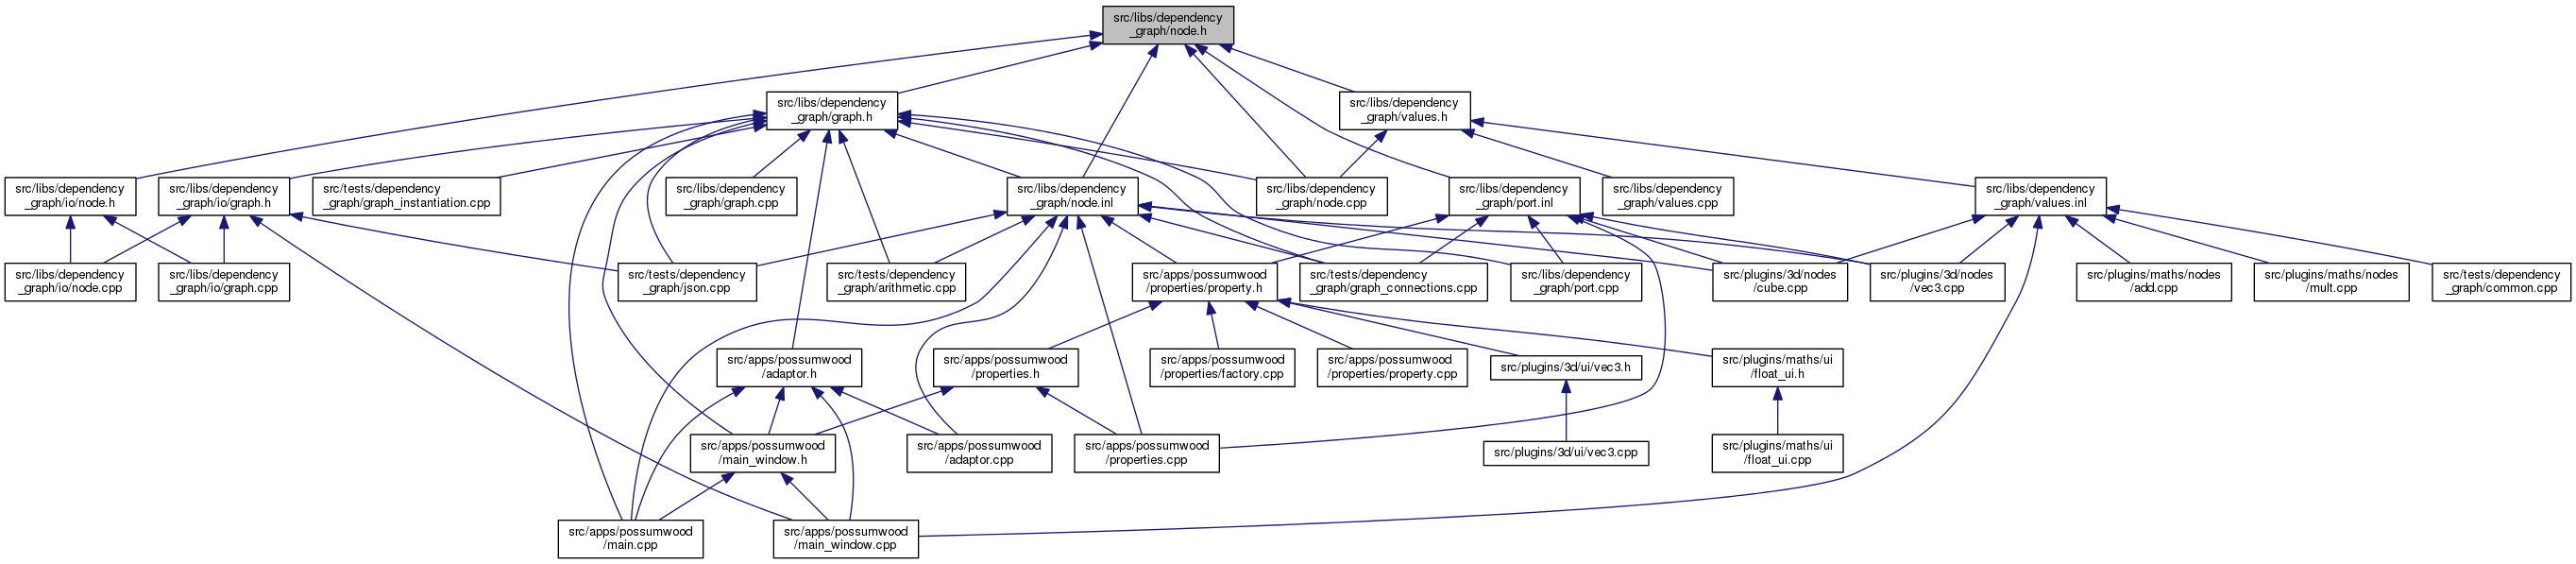 src/libs/dependency
_graph/node.h
src/libs/dependency
_graph/graph.h
src/libs/dependency
_graph/values.h
src/libs/dependency
_graph/io/node.h
src/libs/dependency
_graph/io/graph.h
src/tests/dependency
_graph/graph_instantiation.cpp
src/libs/dependency
_graph/graph.cpp
src/libs/dependency
_graph/node.inl
src/libs/dependency
_graph/node.cpp
src/libs/dependency
_graph/port.inl
src/libs/dependency
_graph/values.cpp
src/libs/dependency
_graph/values.inl
src/libs/dependency
_graph/io/node.cpp
src/libs/dependency
_graph/io/graph.cpp
src/tests/dependency
_graph/json.cpp
src/tests/dependency
_graph/arithmetic.cpp
src/apps/possumwood
/properties/property.h
src/tests/dependency
_graph/graph_connections.cpp
src/libs/dependency
_graph/port.cpp
src/plugins/3d/nodes
/cube.cpp
src/plugins/3d/nodes
/vec3.cpp
src/plugins/maths/nodes
/add.cpp
src/plugins/maths/nodes
/mult.cpp
src/tests/dependency
_graph/common.cpp
src/apps/possumwood
/adaptor.h
src/apps/possumwood
/properties.h
src/apps/possumwood
/properties/factory.cpp
src/apps/possumwood
/properties/property.cpp
src/plugins/3d/ui/vec3.h
src/plugins/maths/ui
/float_ui.h
src/apps/possumwood
/main_window.h
src/apps/possumwood
/adaptor.cpp
src/apps/possumwood
/properties.cpp
src/plugins/3d/ui/vec3.cpp
src/plugins/maths/ui
/float_ui.cpp
src/apps/possumwood
/main.cpp
src/apps/possumwood
/main_window.cpp